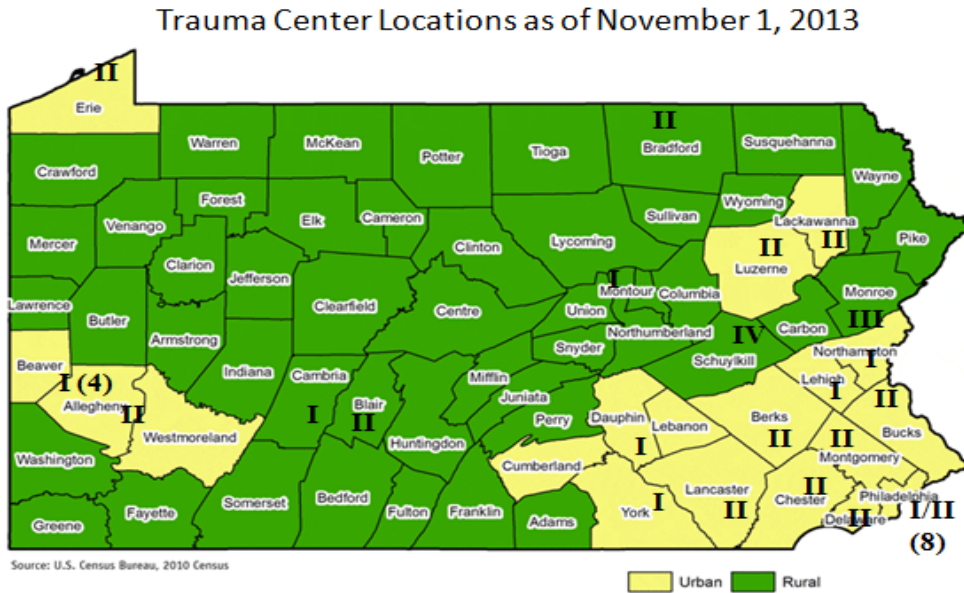 Trauma Center Locations as of November 1, 2013
II
Erie
Warren
McKean
Potter
Tioga
II
Bradford
Susquehanna
Wayne
Crawford
Forest
Wyoming
Lackawanna
Venango
Elk
Cameron
Sullivan
Mercer
Clinton
Lycoming
II
II
Pike
Clarion
Luzerne
Jefferson
I
Montour
Columbia
Monroe
Lawrence
Clearfield
Centre
Union
Butler
III
Armstrong
Northumberland
IV
Carbon
Snyder
Schuylkill
Northampton
Beaver
Indiana
Cambria
Mifflin
I
I (4)
Lehigh
I
Allegheny
II
Blair
II
Juniata
II
Westmoreland
I
Perry
Dauphin
Lebanon
Berks
II
II
Bucks
Huntingdon
I
Montgomery
Washington
Cumberland
II
Lancaster
Chester
Philadelphia
Somerset
Bedford
York
I
II
Delaware
II
I/II
(8)
Greene
Fayette
Fulton
Franklin
Adams
Source: U.S. Census Bureau, 2010 Census
Urban
Rural